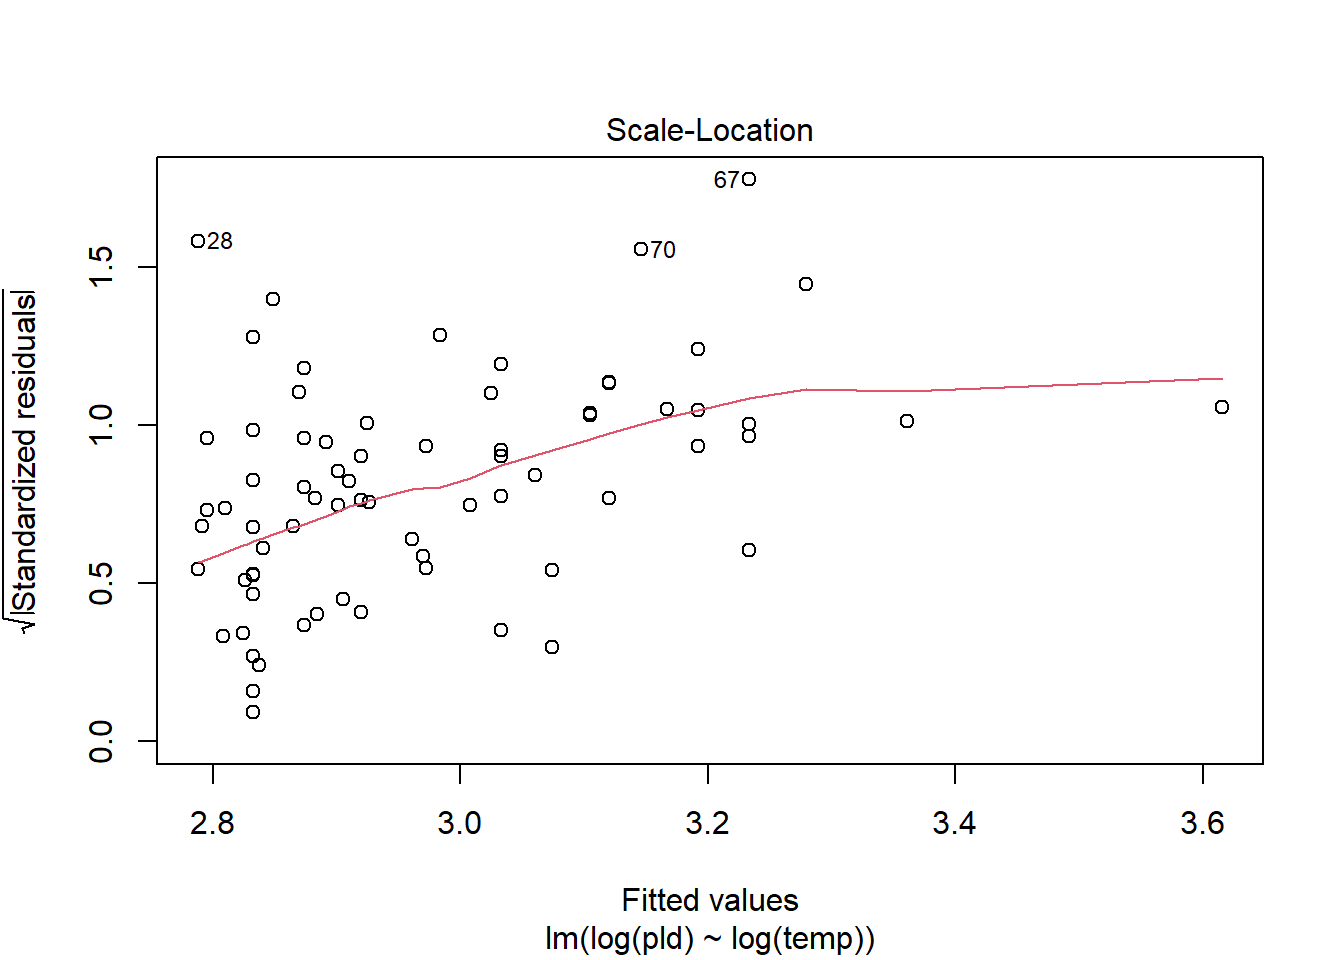 Scale-Location
67
28
70
√|Standardized residuals|
1.5
1.0
0.5
0.0
2.8 3.0 3.2 3.4 3.6
Fitted values
lm(log(pld) ~ log(temp))